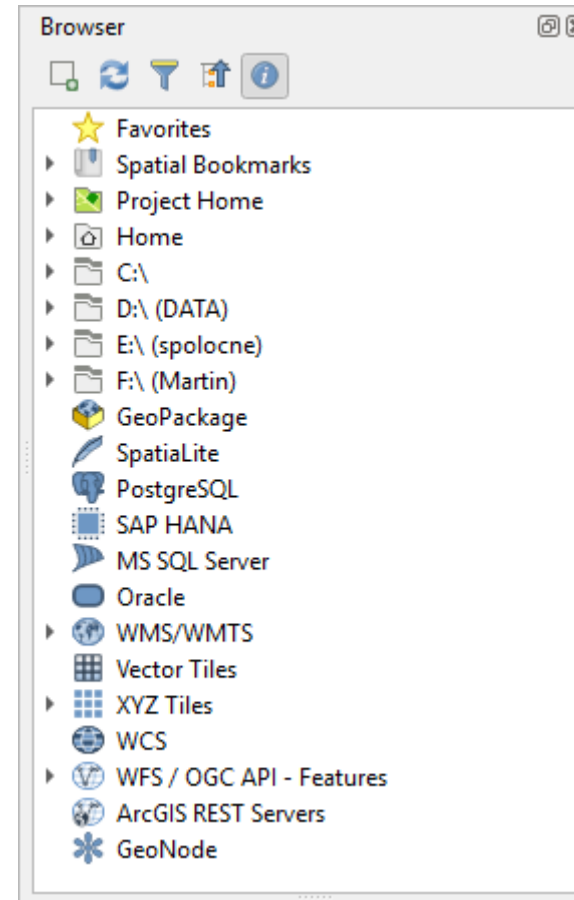 Browser
Favorites
Spatial Bookmarks
Project Home
Home
C:\
D:\ (DATA)
E:\ (spolocne)
F:\ (Martin)
GeoPackage
SpatiaLite
PostgreSQL
SAP HANA
MS SQL Server
Oracle
WMS/WMTS
Vector Tiles
XYZ Tiles
WCS
WFS / OGC API - Features
ArcGIS REST Servers
GeoNode